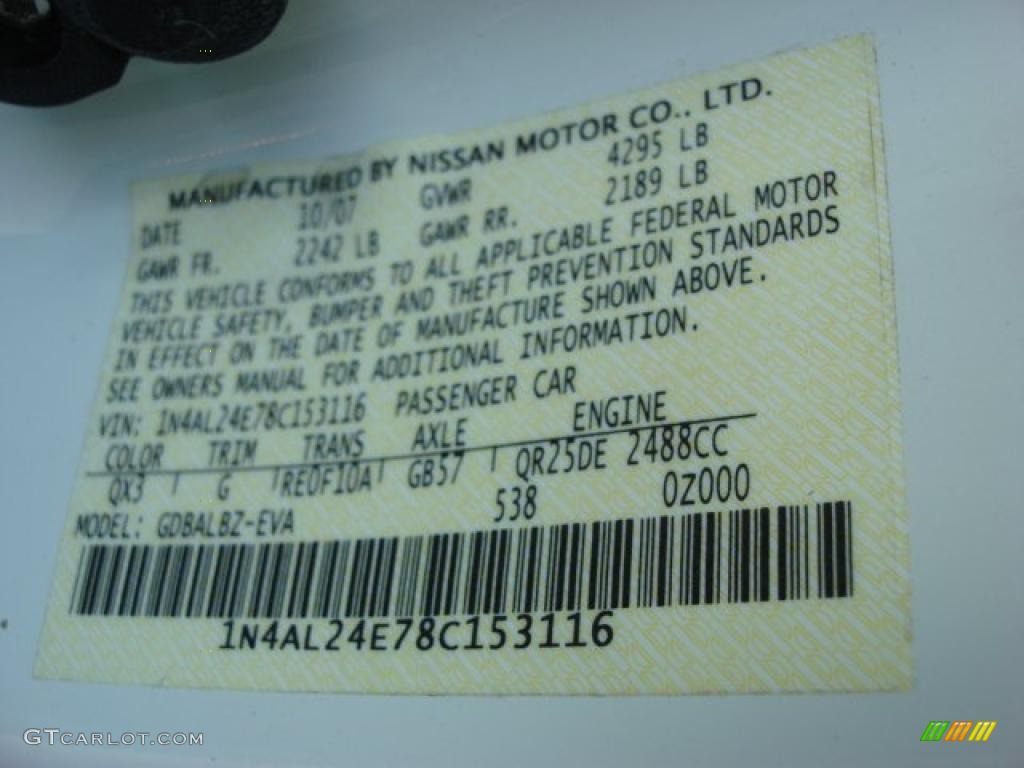 MANUFACTURED BY NISSAN MOTOR CO., LTD.
DATE 10/07 GVWR 4295 LB
GAWR FR. 2242 LB GAWR RR. 2189 LB
THIS VEHICLE CONFORMS TO ALL APPLICABLE FEDERAL MOTOR
VEHICLE SAFETY, BUMPER AND THEFT PREVENTION STANDARDS
IN EFFECT ON THE DATE OF MANUFACTURE SHOWN ABOVE.
SEE OWNERS MANUAL FOR ADDITIONAL INFORMATION.
VIN: 1N4AL24E78C153116 PASSENGER CAR
COLOR TRIM TRANS AXLE ENGINE
QX3 G RE0F10A GB57 QR25DE 2488CC
538 0Z000
MODEL: GDBALBZ-EVA
1N4AL24E78C153116
GTCARLOT.COM